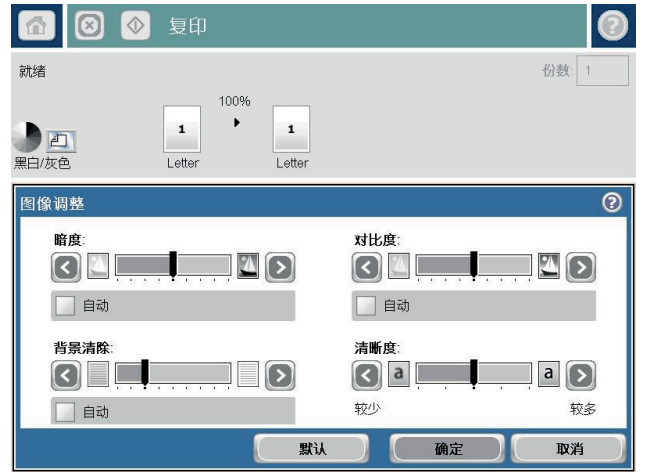 复印
就绪
份数: 1
100%
1
1
黑白/灰色
Letter
Letter
图像调整
暗度:
对比度:
自动
自动
背景清除:
清晰度:
a
a
自动
较少
较多
默认
确定
取消